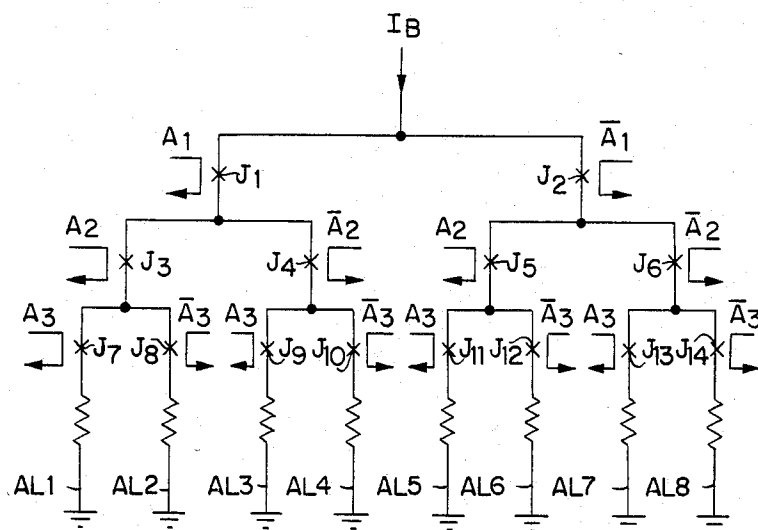 IB
A1 Ā1
J1 J2
A2 Ā2 A2 Ā2
J3 J4 J5 J6
A3 Ā3 A3 Ā3 A3 Ā3 A3 Ā3
J7 J8 J9 J10 J11 J12 J13 J14
AL1 AL2 AL3 AL4 AL5 AL6 AL7 AL8